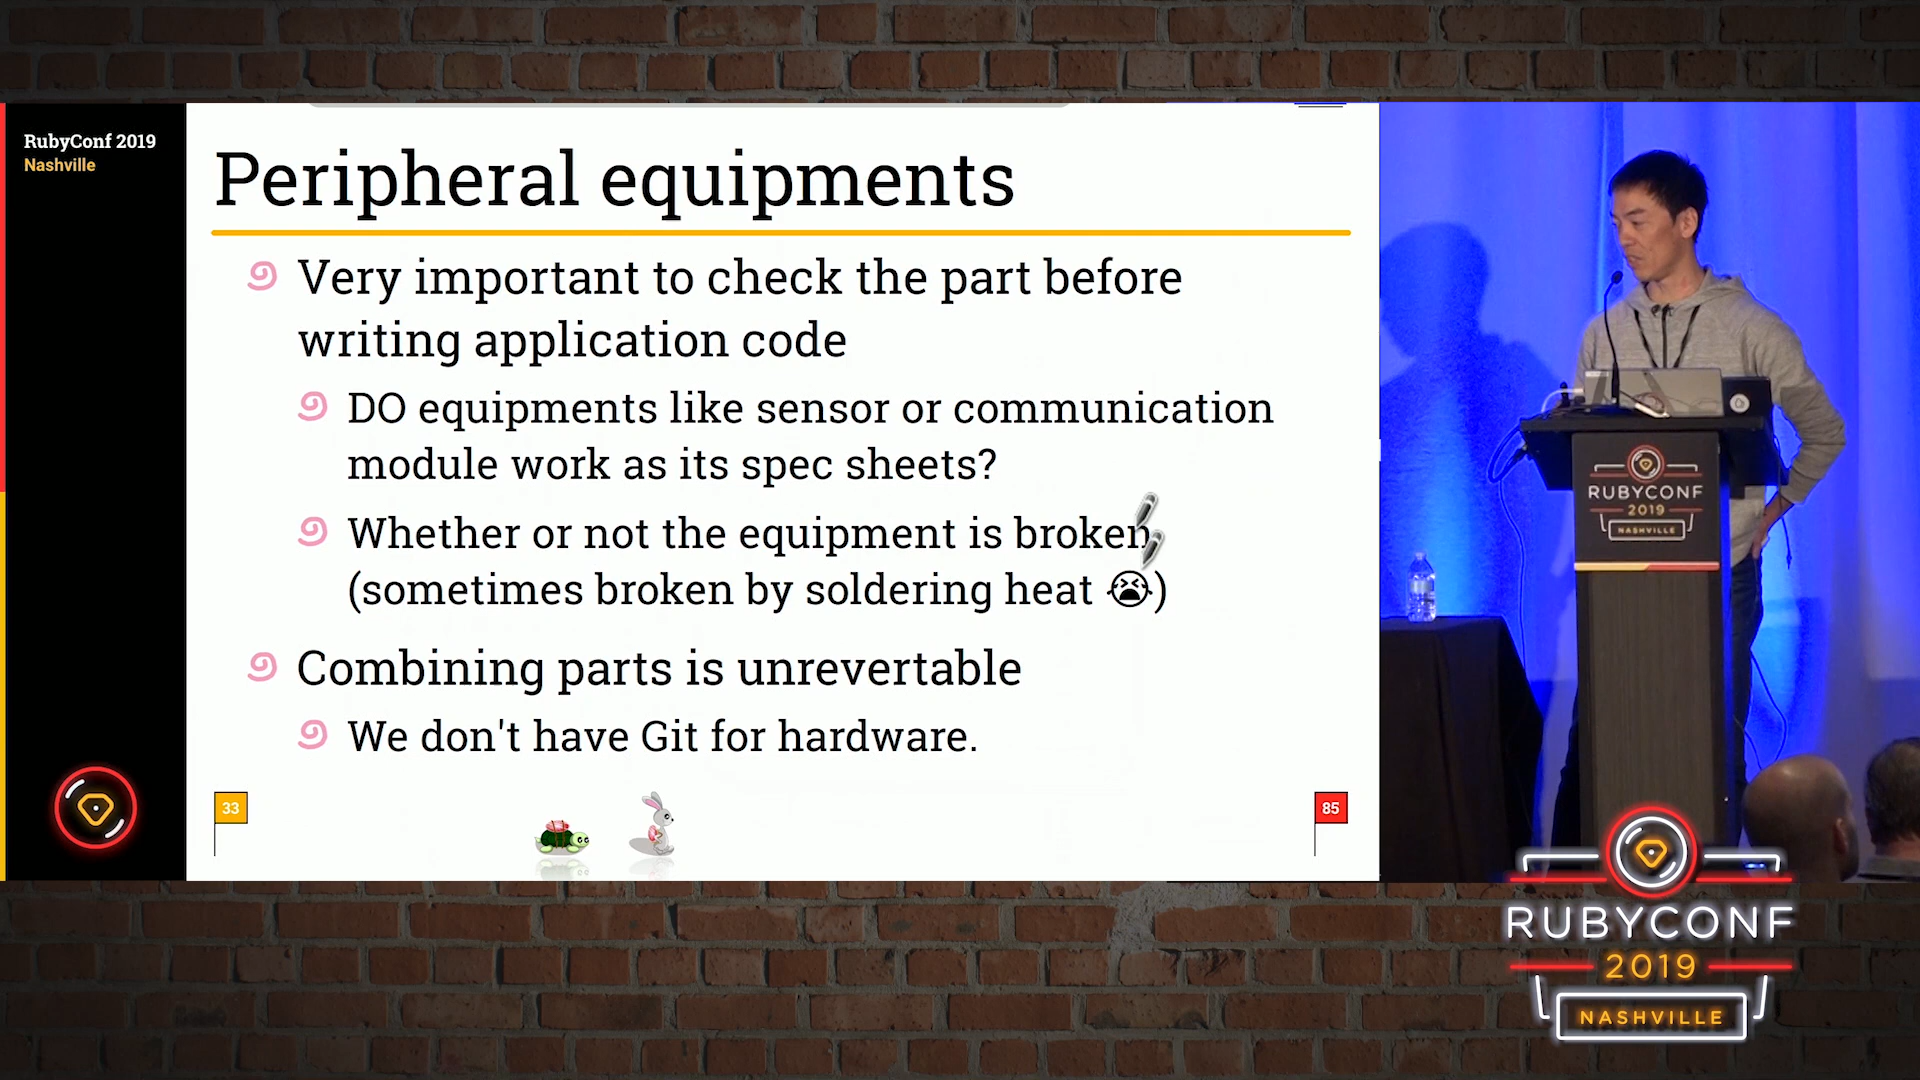 RubyConf 2019
Nashville
Peripheral equipments
Very important to check the part before
writing application code
DO equipments like sensor or communication
module work as its spec sheets?
Whether or not the equipment is broken
(sometimes broken by soldering heat 😭)
Combining parts is unrevertable
We don't have Git for hardware.
33
85
RUBYCONF
2019
NASHVILLE
RUBYCONF
2019
NASHVILLE